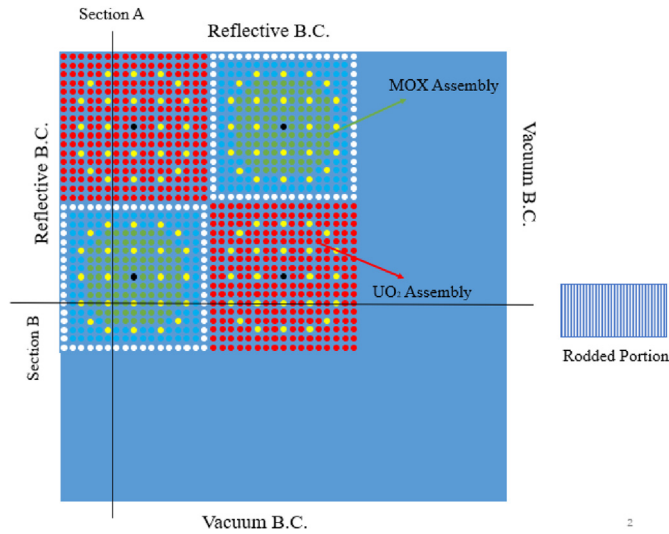 Section A
Reflective B.C.
MOX Assembly
Reflective B.C.
Vacuum B.C.
UO₂ Assembly
Section B
Rodded Portion
Vacuum B.C.
2